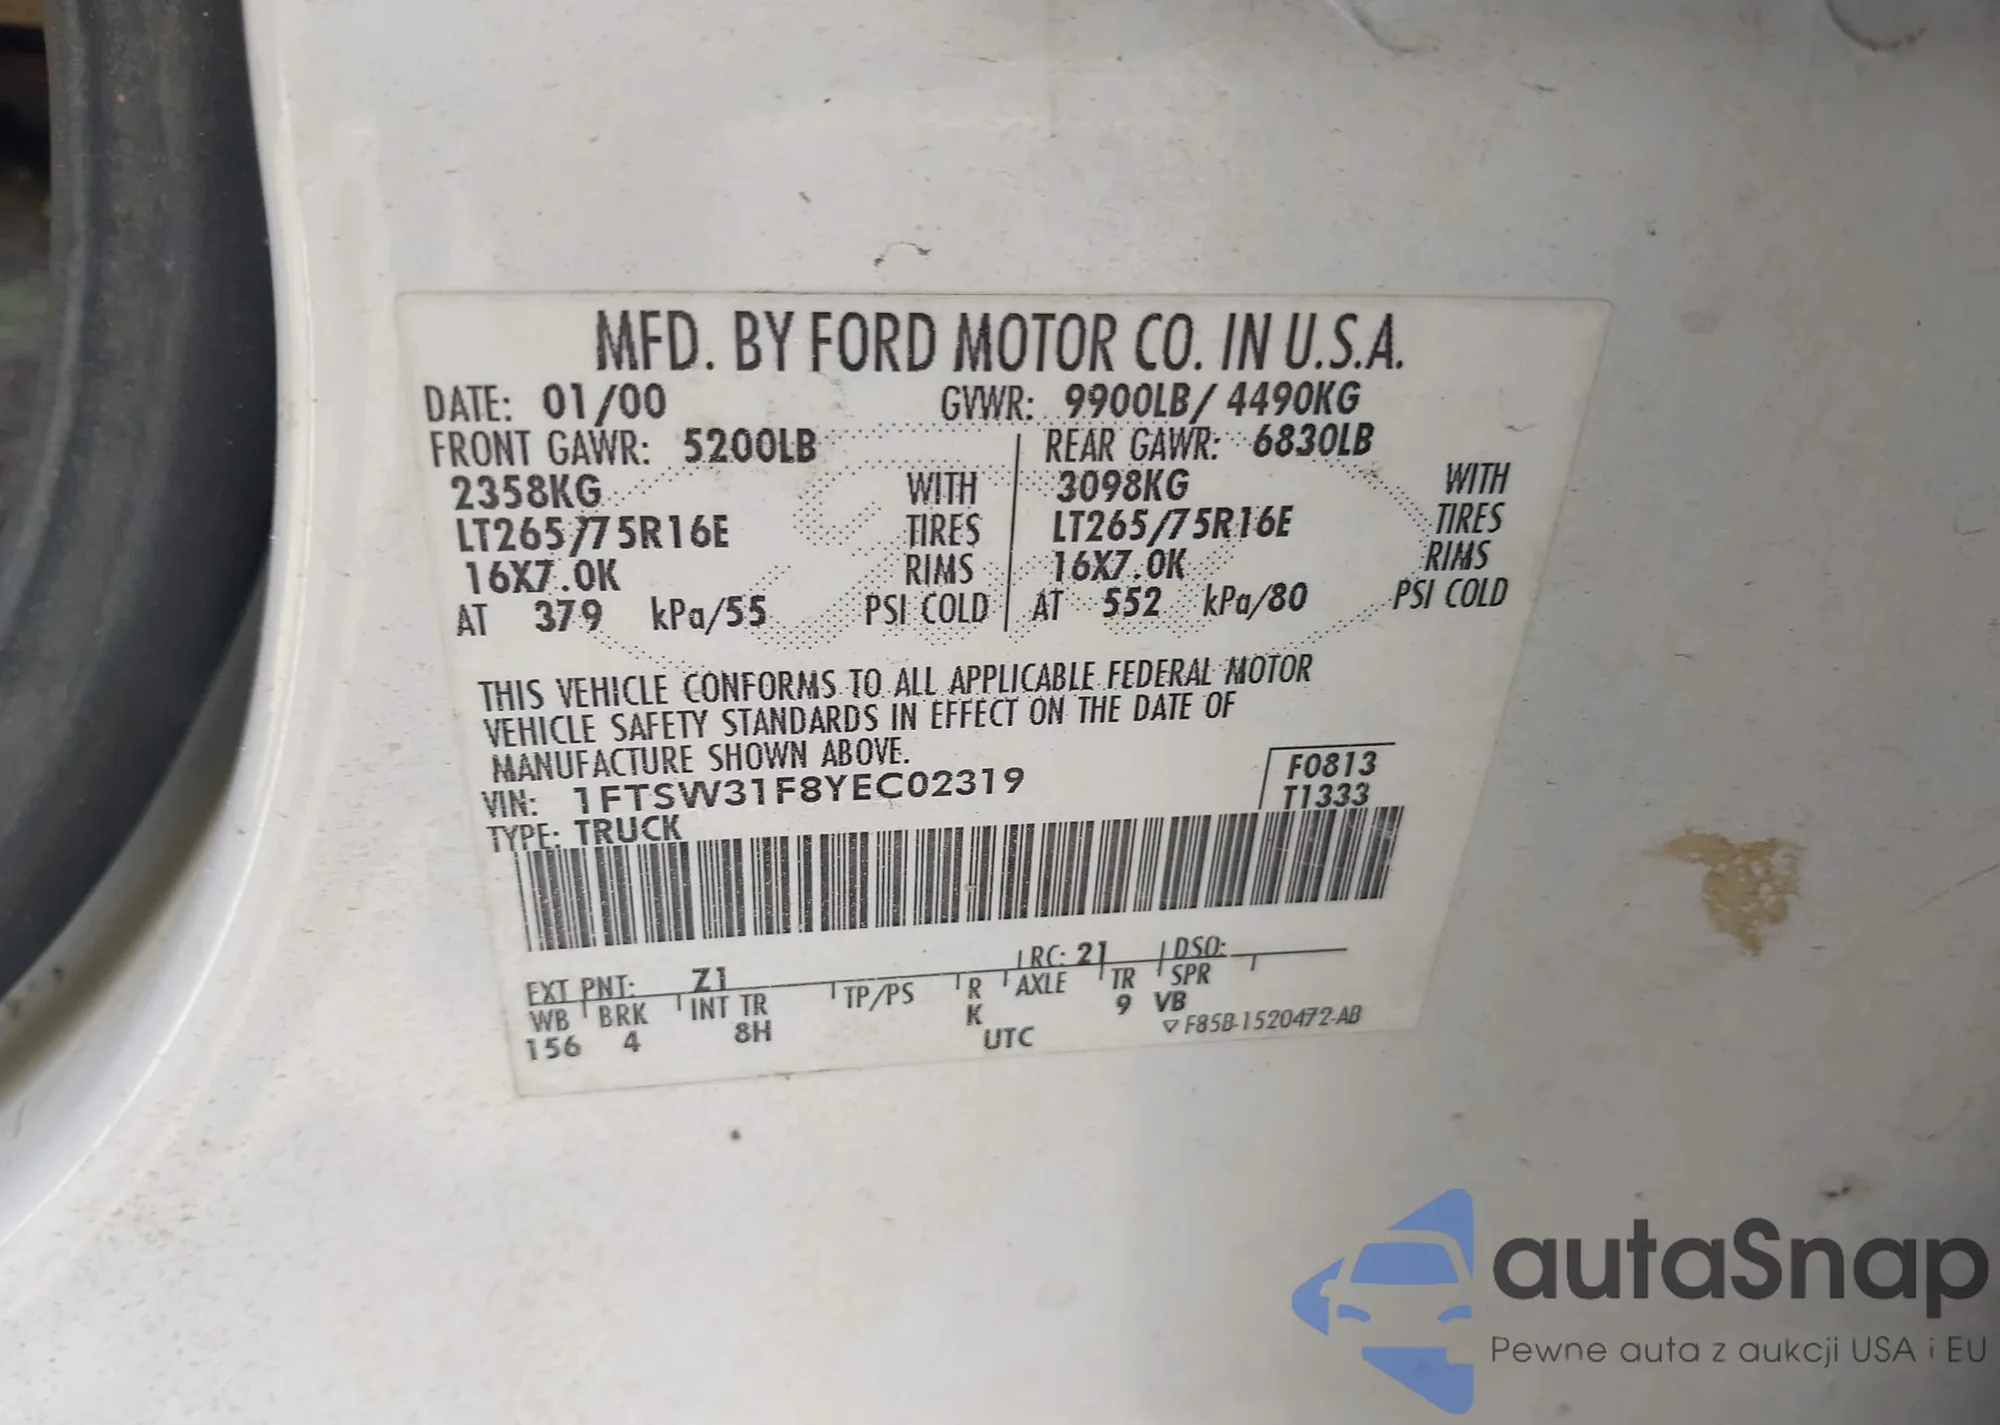 MFD. BY FORD MOTOR CO. IN U.S.A.
DATE: 01/00 GVWR: 9900LB/ 4490KG
FRONT GAWR: 5200LB REAR GAWR: 6830LB
2358KG WITH 3098KG WITH
LT265/75R16E TIRES LT265/75R16E TIRES
16X7.0K RIMS 16X7.0K RIMS
AT 379 kPa/55 PSI COLD AT 552 kPa/80 PSI COLD
THIS VEHICLE CONFORMS TO ALL APPLICABLE FEDERAL MOTOR
VEHICLE SAFETY STANDARDS IN EFFECT ON THE DATE OF
MANUFACTURE SHOWN ABOVE.
VIN: 1FTSW31F8YEC02319
F0813
T1333
TYPE: TRUCK
EXT PNT: Z1 RC: 21 DSO:
WB BRK INT TR TP/PS R AXLE TR SPR
156 4 8H K 9 VB
UTC
▽ F85B-1520472-AB
autaSnap
Pewne auta z aukcji USA i EU